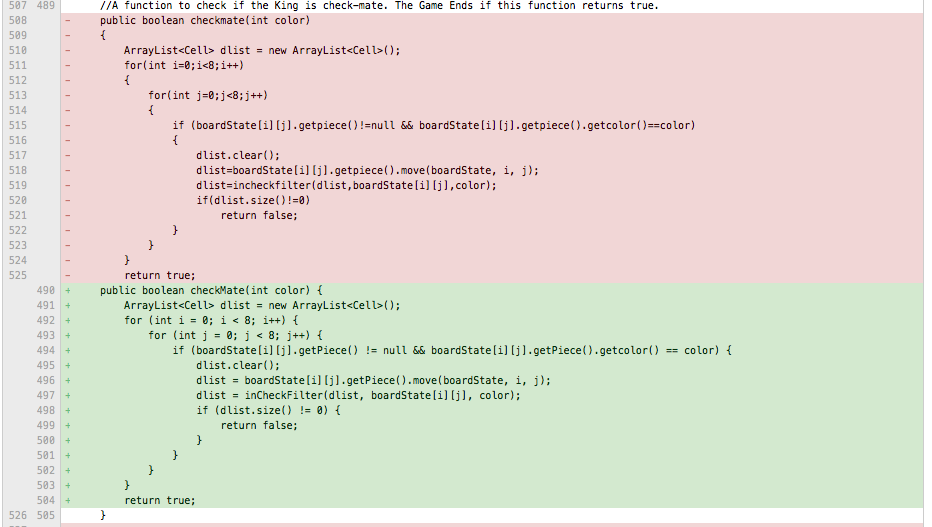 507 489 //A function to check if the King is check-mate. The Game Ends if this function returns true.
508 - public boolean checkmate(int color)
509 - {
510 - ArrayList<Cell> dlist = new ArrayList<Cell>();
511 - for(int i=0;i<8;i++)
512 - {
513 - for(int j=0;j<8;j++)
514 - {
515 - if (boardState[i][j].getpiece()!=null && boardState[i][j].getpiece().getcolor()==color)
516 - {
517 - dlist.clear();
518 - dlist=boardState[i][j].getpiece().move(boardState, i, j);
519 - dlist=incheckfilter(dlist,boardState[i][j],color);
520 - if(dlist.size()!=0)
521 - return false;
522 - }
523 - }
524 - }
525 - return true;
490 + public boolean checkMate(int color) {
491 + ArrayList<Cell> dlist = new ArrayList<Cell>();
492 + for (int i = 0; i < 8; i++) {
493 + for (int j = 0; j < 8; j++) {
494 + if (boardState[i][j].getPiece() != null && boardState[i][j].getPiece().getcolor() == color) {
495 + dlist.clear();
496 + dlist = boardState[i][j].getPiece().move(boardState, i, j);
497 + dlist = inCheckFilter(dlist, boardState[i][j], color);
498 + if (dlist.size() != 0) {
499 + return false;
500 + }
501 + }
502 + }
503 + }
504 + return true;
526 505 }